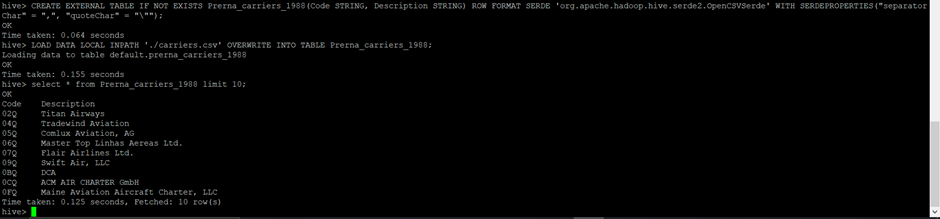 hive> CREATE EXTERNAL TABLE IF NOT EXISTS Prerna_carriers_1988(Code STRING, Description STRING) ROW FORMAT SERDE 'org.apache.hadoop.hive.serde2.OpenCSVSerde' WITH SERDEPROPERTIES("separator
Char" = ",", "quoteChar" = "\"");
OK
Time taken: 0.064 seconds
hive> LOAD DATA LOCAL INPATH './carriers.csv' OVERWRITE INTO TABLE Prerna_carriers_1988;
Loading data to table default.prerna_carriers_1988
OK
Time taken: 0.155 seconds
hive> select * from Prerna_carriers_1988 limit 10;
OK
Code Description
02Q Titan Airways
04Q Tradewind Aviation
05Q Comlux Aviation, AG
06Q Master Top Linhas Aereas Ltd.
07Q Flair Airlines Ltd.
09Q Swift Air, LLC
0BQ DCA
0CQ ACM AIR CHARTER GmbH
0FQ Maine Aviation Aircraft Charter, LLC
Time taken: 0.125 seconds, Fetched: 10 row(s)
hive>